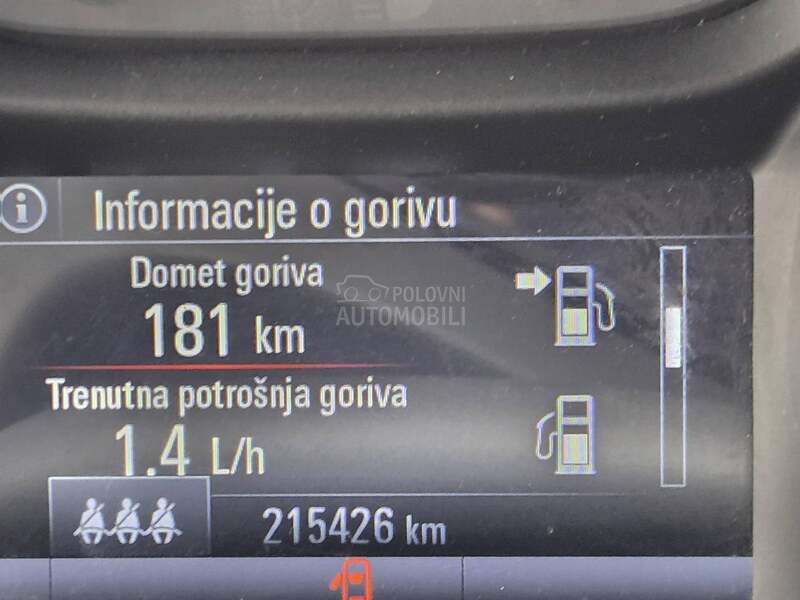 Informacije o gorivu
Domet goriva
181 km
POLOVNI
AUTOMOBILI
Trenutna potrošnja goriva
1.4 L/h
215426 km